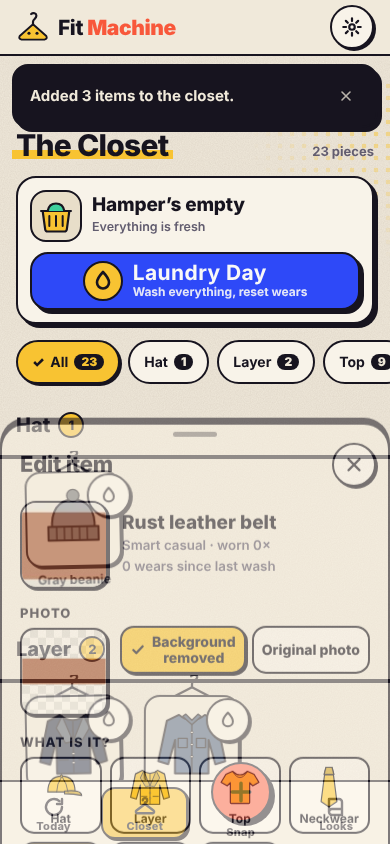 Fit Machine
Added 3 items to the closet.
The Closet
23 pieces
Hamper's empty
Everything is fresh
Laundry Day
Wash everything, reset wears
All 23
Hat 1
Layer 2
Top 9
Hat 1
Edit item
Rust leather belt
Smart casual · worn 0×
0 wears since last wash
Gray beanie
PHOTO
Layer 2
Background removed
Original photo
WHAT IS IT?
Hat
Layer
Top
Neckwear
Today
Closet
Snap
Looks